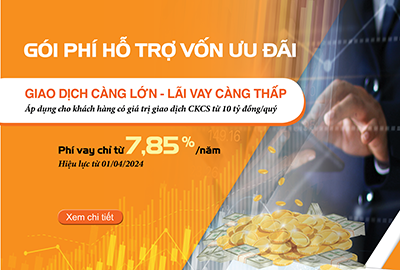 GÓI PHÍ HỖ TRỢ VỐN ƯU ĐÃI
GIAO DỊCH CÀNG LỚN - LÃI VAY CÀNG THẤP
Áp dụng cho khách hàng có giá trị giao dịch CKCS từ 10 tỷ đồng/quý
Phí vay chỉ từ 7,85%/năm
Hiệu lực từ 01/04/2024
Xem chi tiết